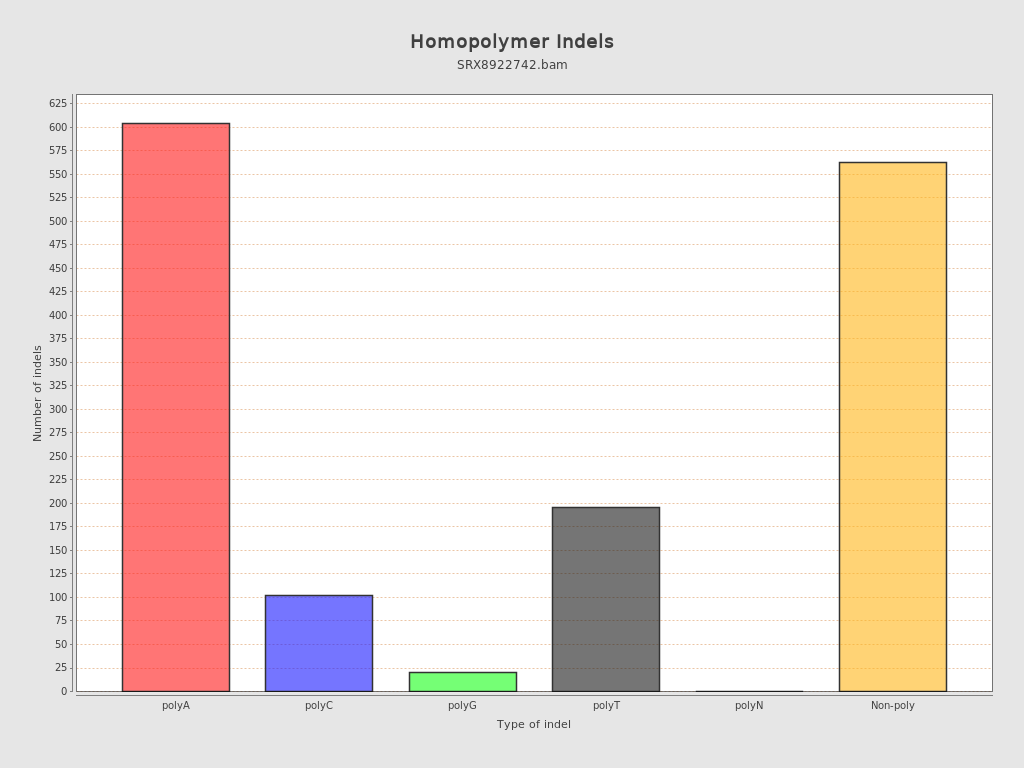 Homopolymer Indels
SRX8922742.bam
625
600
575
550
525
500
475
450
425
400
375
350
325
300
275
250
225
200
175
150
125
100
75
50
25
0
Number of indels
polyA
polyC
polyG
polyT
polyN
Non-poly
Type of indel